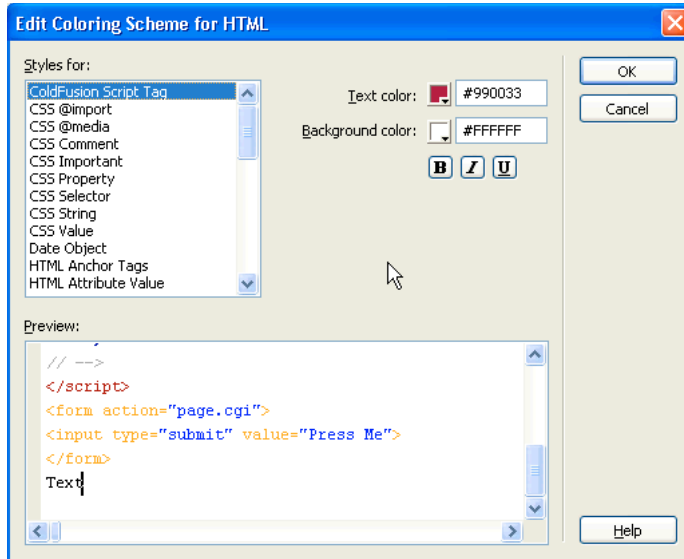 Edit Coloring Scheme for HTML
Styles for:
ColdFusion Script Tag
CSS @import
CSS @media
CSS Comment
CSS Important
CSS Property
CSS Selector
CSS String
CSS Value
Date Object
HTML Anchor Tags
HTML Attribute Value
Text color: #990033
Background color: #FFFFFF
B I U
OK
Cancel
Preview:
// -->
</script>
<form action="page.cgi">
<input type="submit" value="Press Me">
</form>
Text
Help